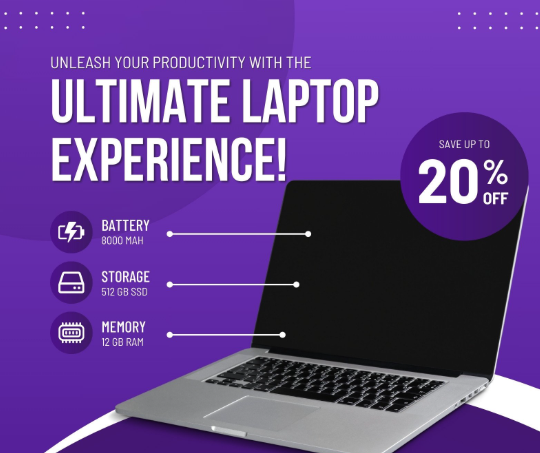 UNLEASH YOUR PRODUCTIVITY WITH THE
ULTIMATE LAPTOP
EXPERIENCE!
SAVE UP TO
20%
OFF
BATTERY
8000 MAH
STORAGE
512 GB SSD
MEMORY
12 GB RAM